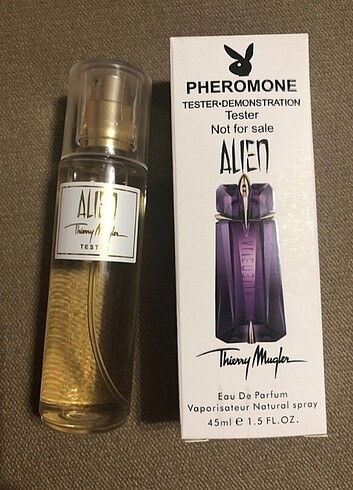 ALIEN
Thierry Mugler
PHEROMONE
TESTER•DEMONSTRATION
Tester
Not for sale
ALIEN
Thierry Mugler
Eau De Parfum
Vaporisateur Natural spray
45ml e 1.5 FL.OZ.